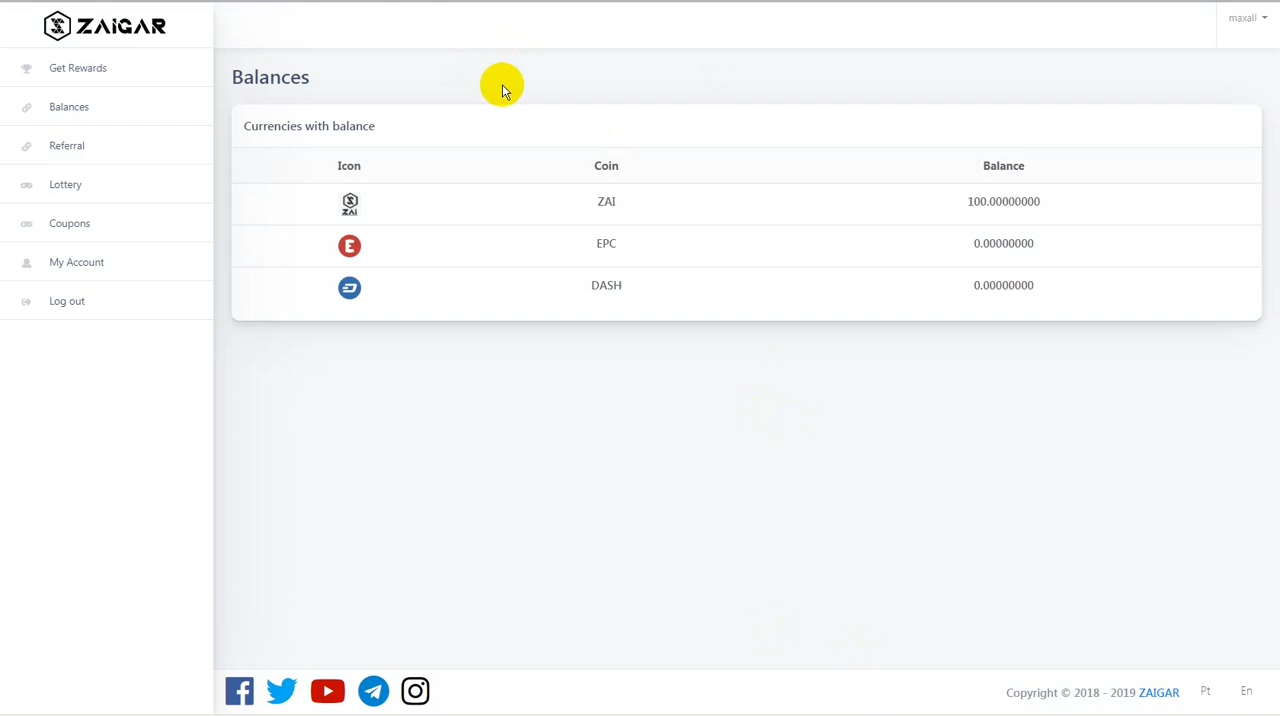 ZAIGAR
maxall
Get Rewards
Balances
Referral
Lottery
Coupons
My Account
Log out
Balances
Currencies with balance
Icon Coin Balance
ZAI ZAI 100.00000000
E EPC 0.00000000
DASH 0.00000000
Copyright © 2018 - 2019 ZAIGAR Pt En